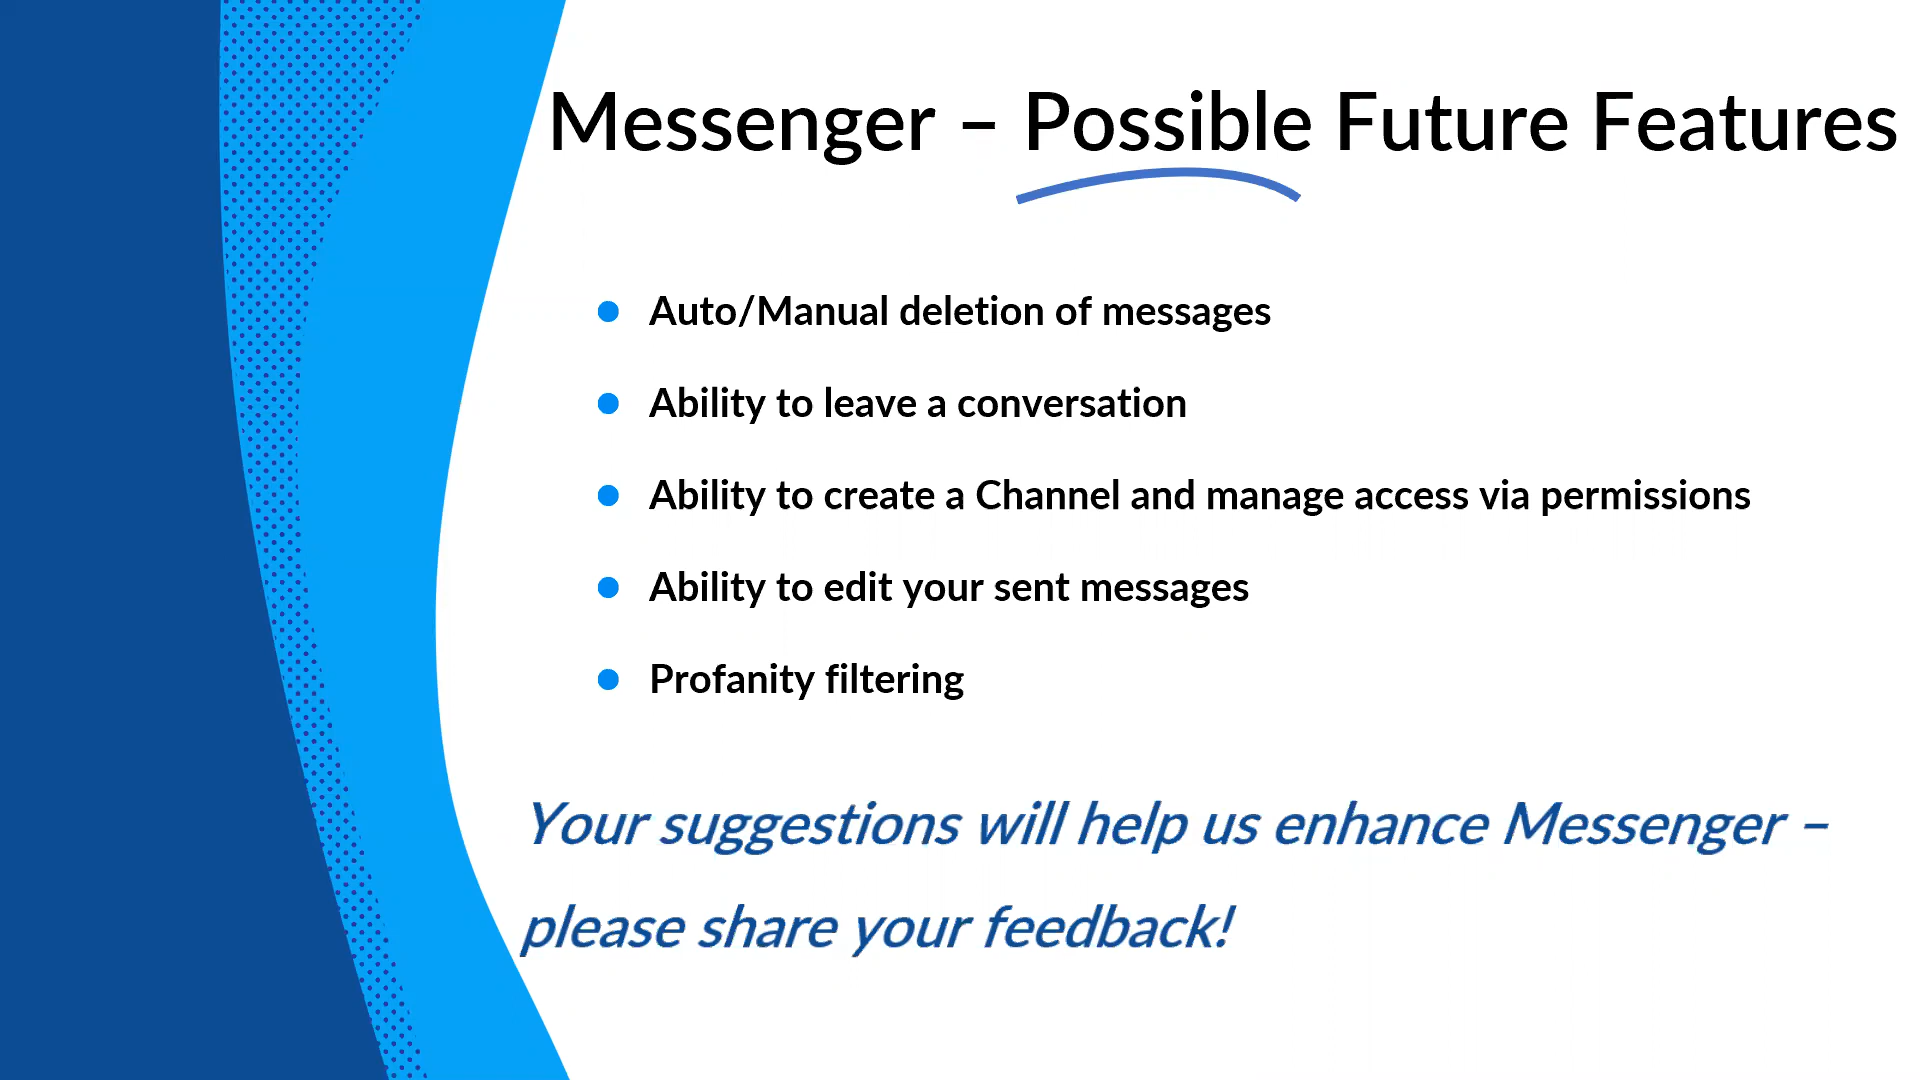 Messenger – Possible Future Features
Auto/Manual deletion of messages
Ability to leave a conversation
Ability to create a Channel and manage access via permissions
Ability to edit your sent messages
Profanity filtering
Your suggestions will help us enhance Messenger –
please share your feedback!